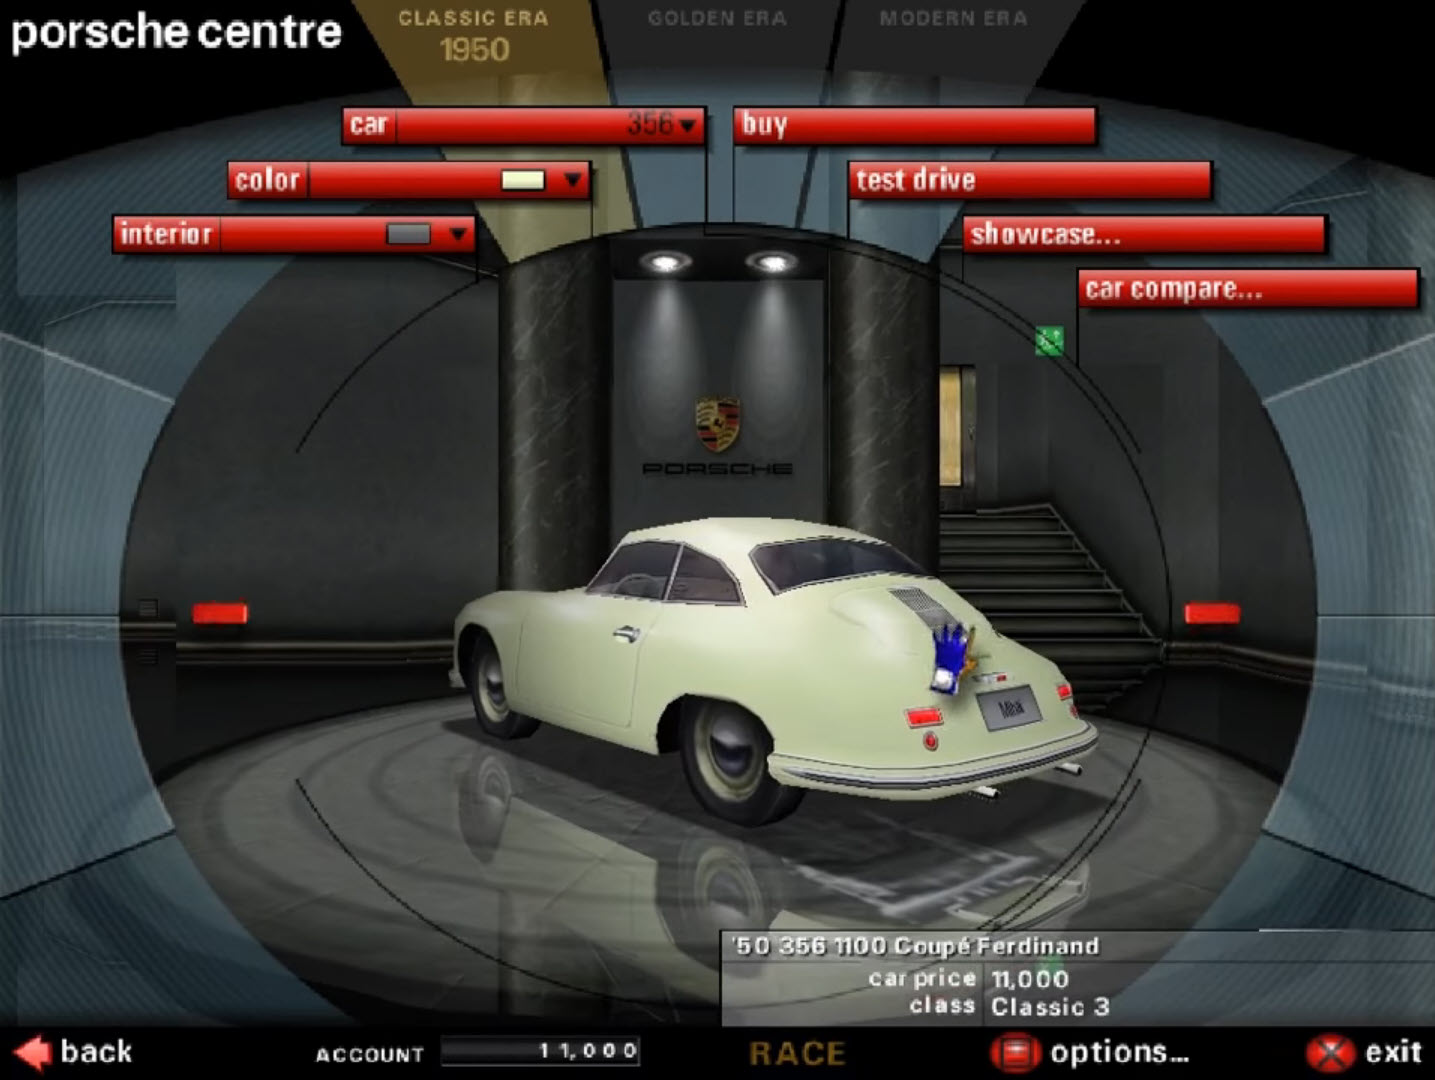 porsche centre
CLASSIC ERA
1950
GOLDEN ERA
MODERN ERA
car 356
buy
color
test drive
interior
showcase...
car compare...
PORSCHE
'50 356 1100 Coupé Ferdinand
car price 11,000
class Classic 3
back
ACCOUNT 11,000
RACE
options...
exit